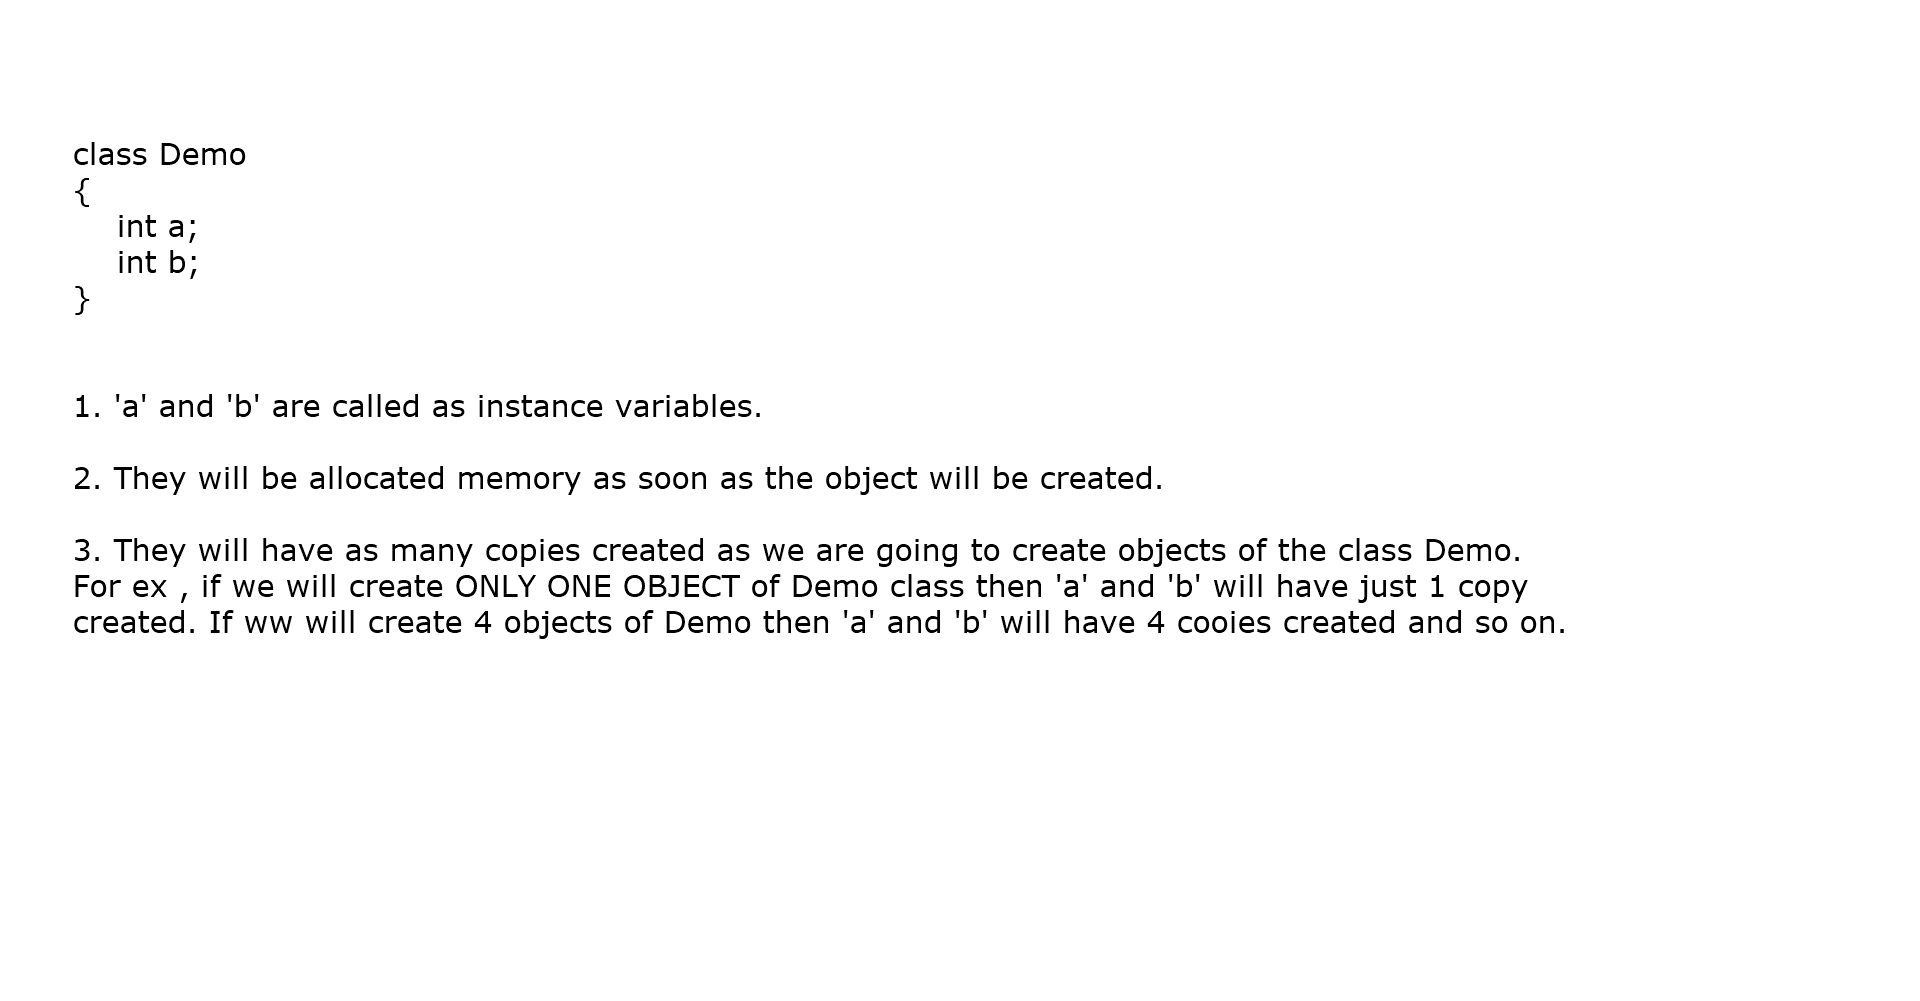 class Demo
{
int a;
int b;
}
1. 'a' and 'b' are called as instance variables.
2. They will be allocated memory as soon as the object will be created.
3. They will have as many copies created as we are going to create objects of the class Demo.
For ex , if we will create ONLY ONE OBJECT of Demo class then 'a' and 'b' will have just 1 copy
created. If ww will create 4 objects of Demo then 'a' and 'b' will have 4 cooies created and so on.